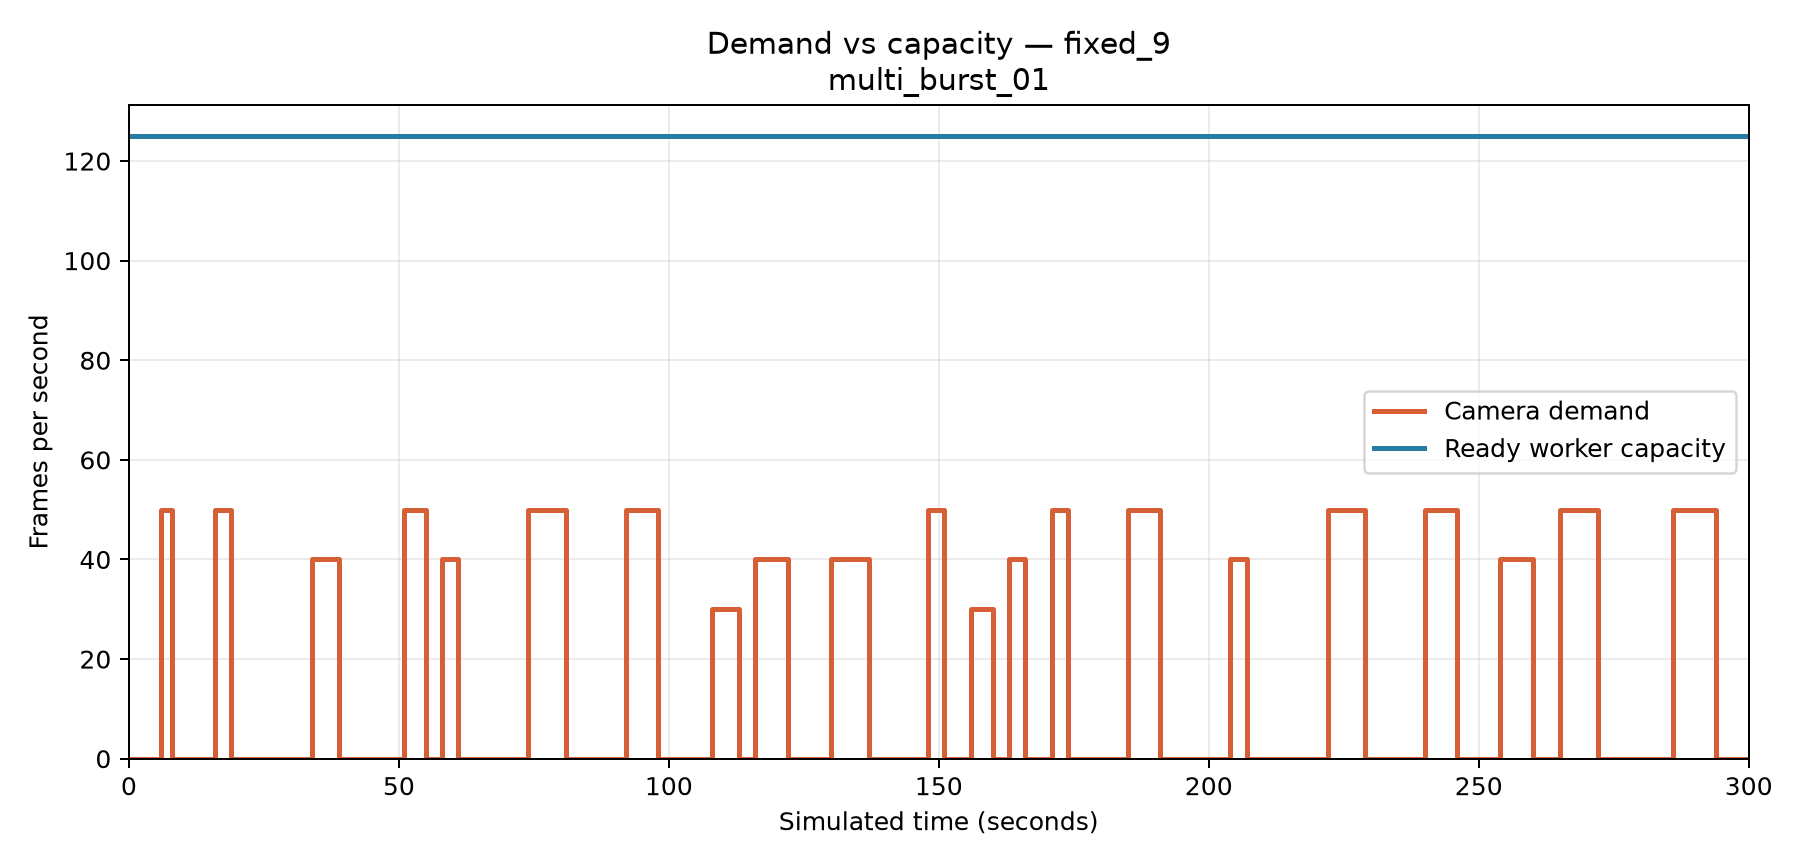 Demand vs capacity — fixed_9
multi_burst_01
Frames per second
120
100
80
60
40
20
0
Camera demand
Ready worker capacity
0 50 100 150 200 250 300
Simulated time (seconds)